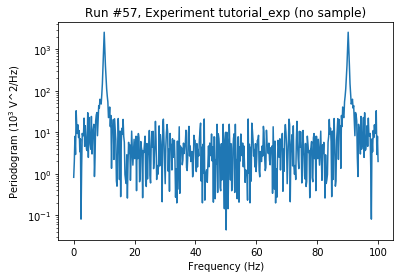 Run #57, Experiment tutorial_exp (no sample)
Periodogram (10³ V^2/Hz)
10³
10²
10¹
10⁰
10⁻¹
0 20 40 60 80 100
Frequency (Hz)